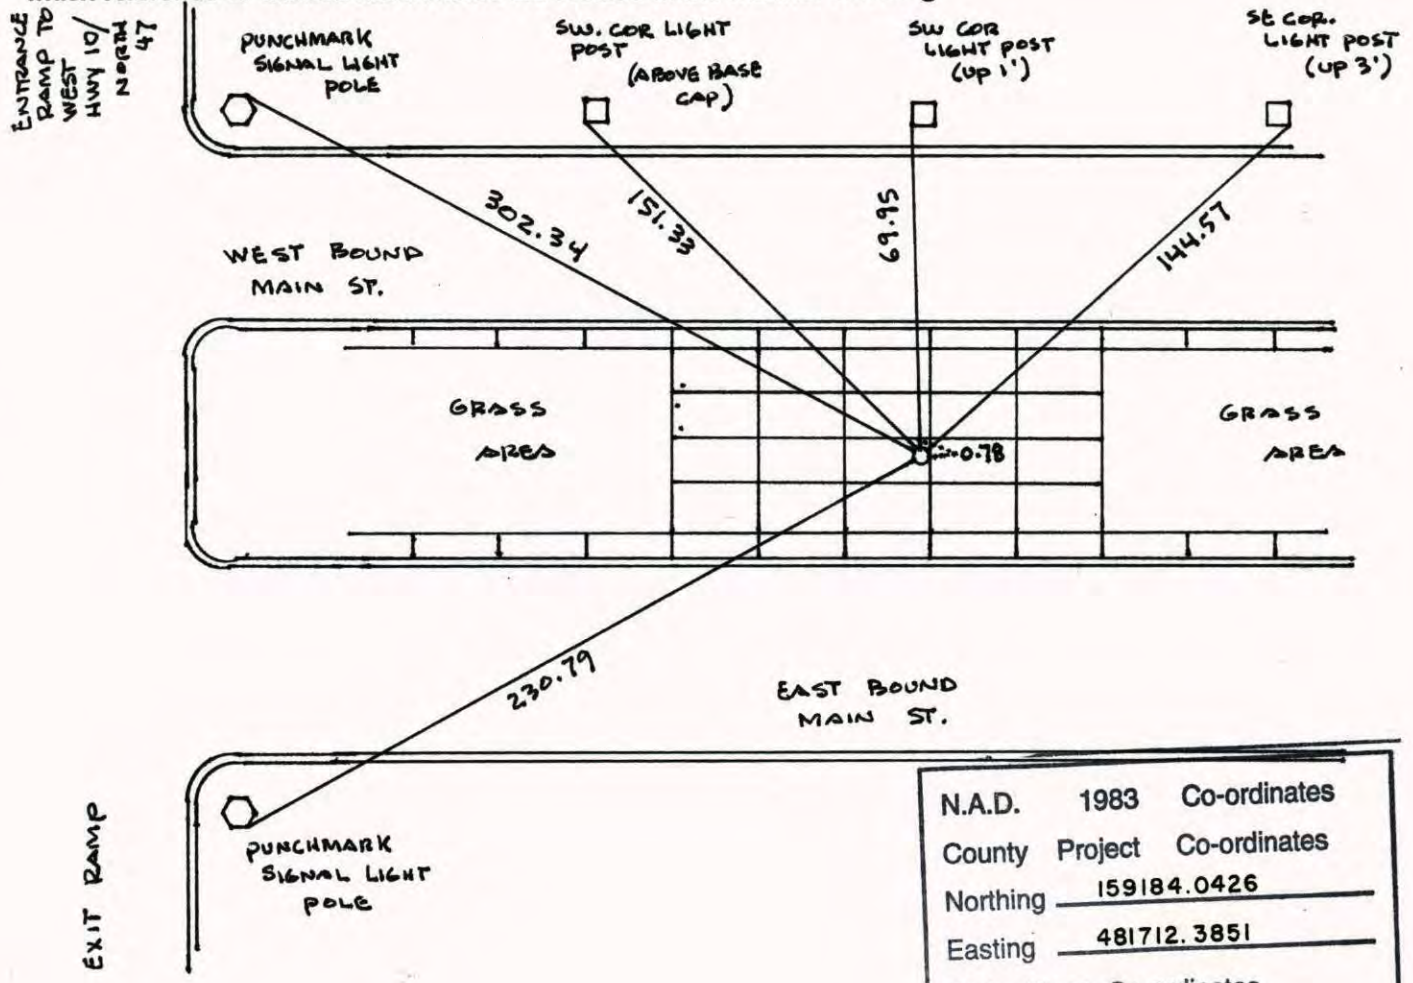 ENTRANCE
RAMP TO
WEST
HWY 10/
NORTH
47
PUNCHMARK
SIGNAL LIGHT
POLE
SW. COR LIGHT
POST
(ABOVE BASE
CAP)
SW COR
LIGHT POST
(UP 1')
SE COR.
LIGHT POST
(UP 3')
302.34
151.33
69.95
144.57
WEST BOUND
MAIN ST.
GRASS
AREA
0.78
GRASS
AREA
230.79
EAST BOUND
MAIN ST.
EXIT RAMP
PUNCHMARK
SIGNAL LIGHT
POLE
N.A.D. 1983 Co-ordinates
County Project Co-ordinates
Northing 159184.0426
Easting 481712.3851